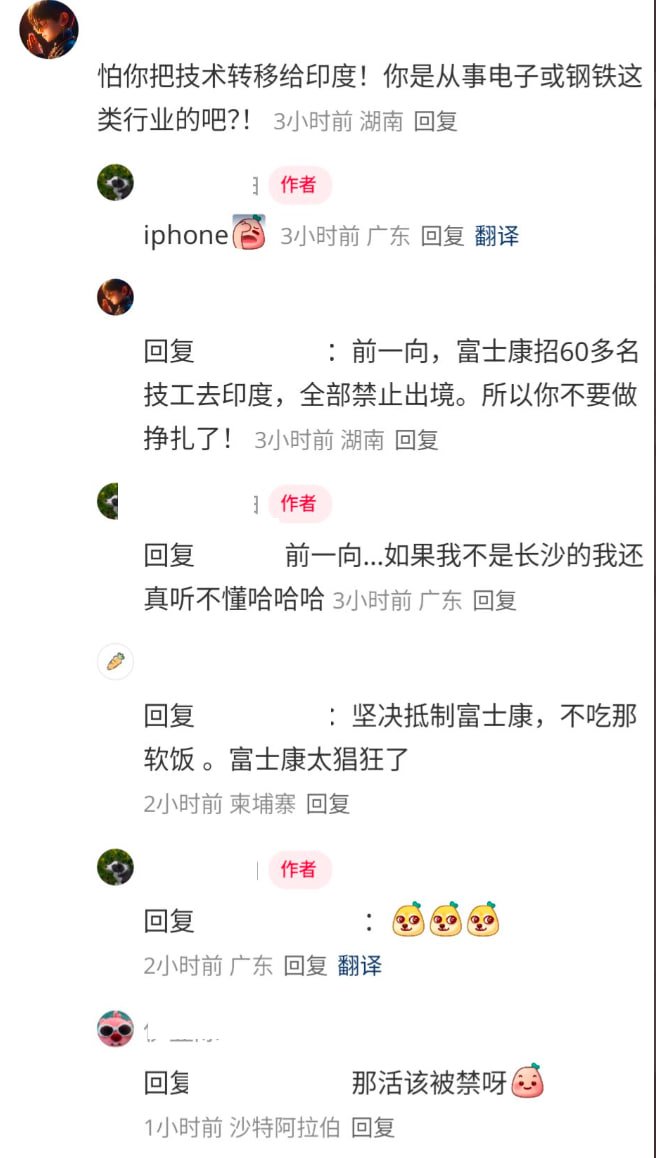 怕你把技术转移给印度！你是从事电子或钢铁这
类行业的吧?! 3小时前 湖南 回复
作者
iphone 3小时前 广东 回复 翻译
回复 ：前一向，富士康招60多名
技工去印度，全部禁止出境。所以你不要做
挣扎了！ 3小时前 湖南 回复
作者
回复 前一向...如果我不是长沙的我还
真听不懂哈哈哈 3小时前 广东 回复
回复 ：坚决抵制富士康，不吃那
软饭 。富士康太猖狂了
2小时前 柬埔寨 回复
作者
回复 ：
2小时前 广东 回复 翻译
回复 那活该被禁呀
1小时前 沙特阿拉伯 回复